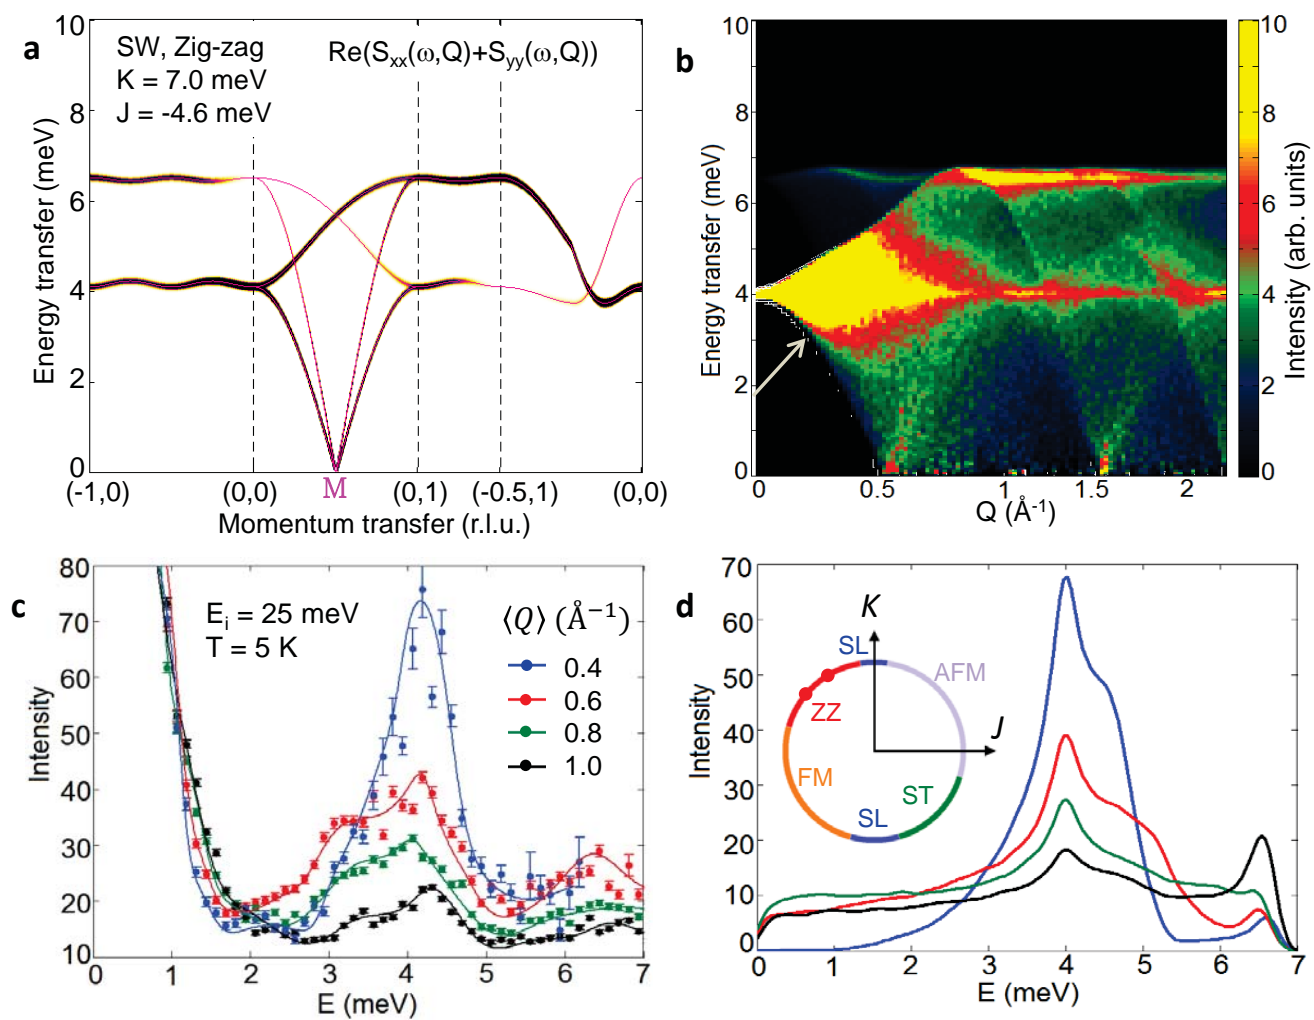 a
SW, Zig-zag
K = 7.0 meV
J = -4.6 meV
Re(Sxx(ω,Q)+Syy(ω,Q))
Energy transfer (meV)
10
8
6
4
2
0
(-1,0) (0,0) M (0,1) (-0.5,1) (0,0)
Momentum transfer (r.l.u.)
b
Energy transfer (meV)
10
8
6
4
2
0
0 0.5 1 1.5 2
Q (Å-1)
10
8
6
4
2
0
Intensity (arb. units)
c
Ei = 25 meV
T = 5 K
⟨Q⟩ (Å−1)
0.4
0.6
0.8
1.0
Intensity
80
70
60
50
40
30
20
10
0 1 2 3 4 5 6 7
E (meV)
d
K
SL
AFM
J
ZZ
FM
ST
SL
Intensity
70
60
50
40
30
20
10
0
0 1 2 3 4 5 6 7
E (meV)